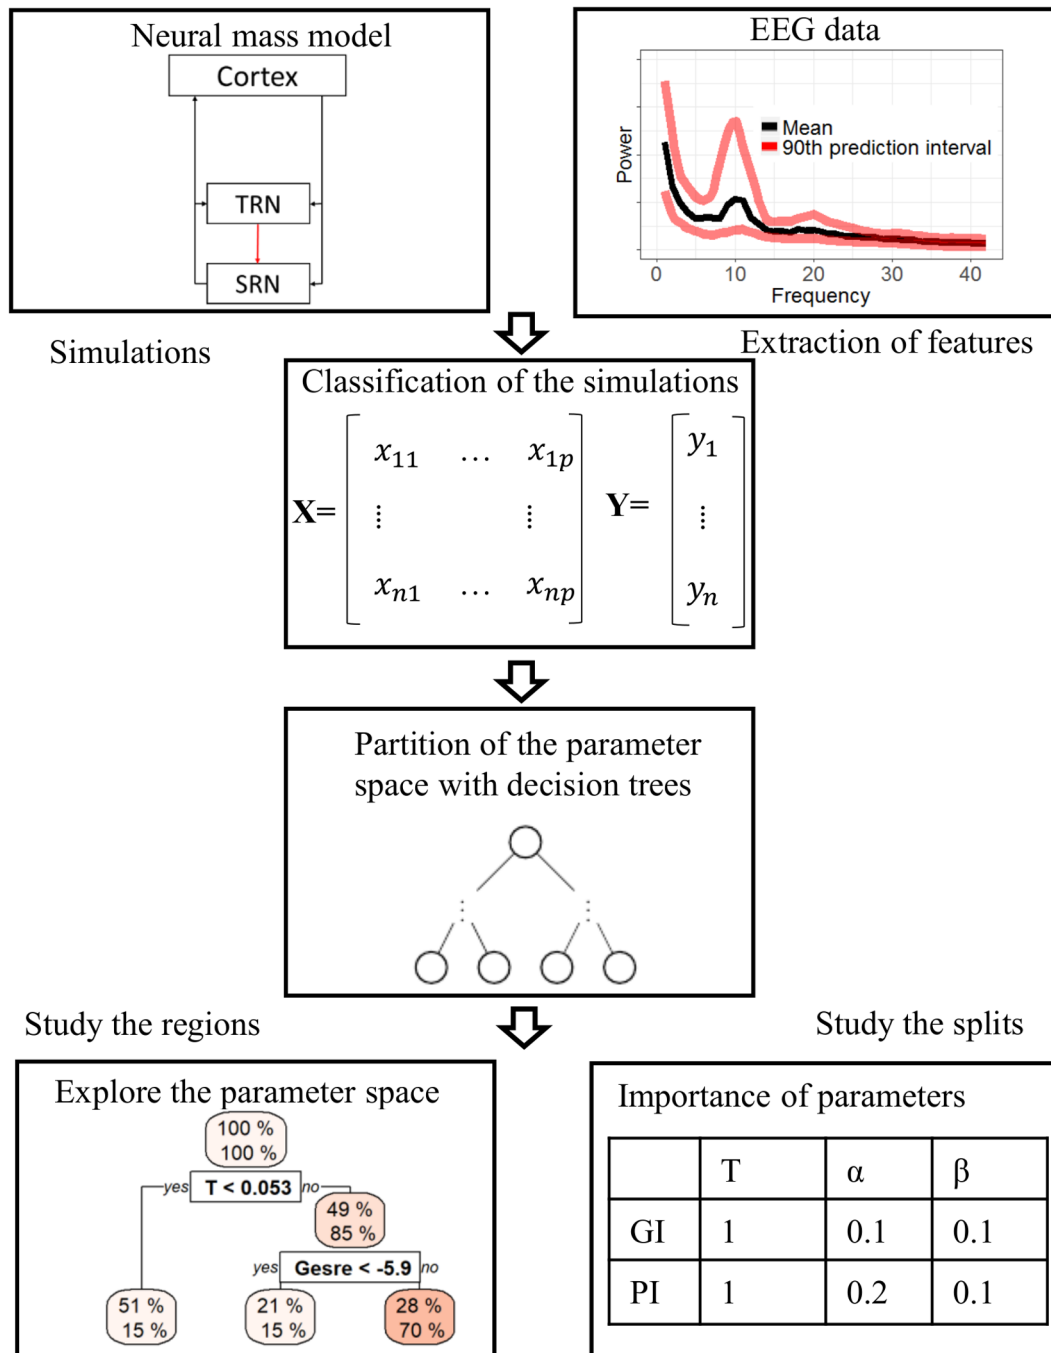 Neural mass model
Cortex
TRN
SRN
EEG data
Power
Mean
90th prediction interval
0 10 20 30 40
Frequency
Simulations
Extraction of features
Classification of the simulations
X= x11 … x1p ⁞ ⁞ xn1 … xnp
Y= y1 ⁞ yn
Partition of the parameter
space with decision trees
⋮ ⋮
Study the regions
Study the splits
Explore the parameter space
100 %
100 %
yes T < 0.053 no
49 %
85 %
yes Gesre < -5.9 no
51 % 21 % 28 %
15 % 15 % 70 %
Importance of parameters
T α β
GI 1 0.1 0.1
PI 1 0.2 0.1